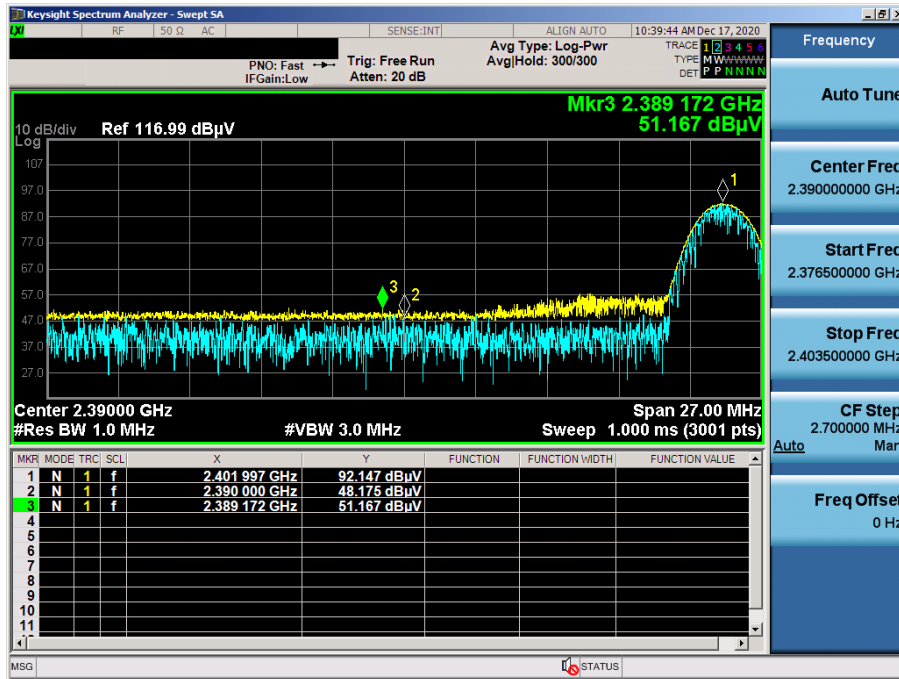 Keysight Spectrum Analyzer - Swept SA
LXI RF 50 Ω AC SENSE:INT ALIGN AUTO 10:39:44 AM Dec 17, 2020
Frequency
PNO: Fast
IFGain:Low
Trig: Free Run
Atten: 20 dB
Avg Type: Log-Pwr
Avg|Hold: 300/300
TRACE 1 2 3 4 5 6
TYPE M W W W W W
DET P P N N N N
Auto Tune
Mkr3 2.389 172 GHz
51.167 dBµV
10 dB/div Ref 116.99 dBµV
Log
107
97.0
87.0
77.0
67.0
57.0
47.0
37.0
27.0
1
3
2
Center Freq
2.390000000 GHz
Start Freq
2.376500000 GHz
Stop Freq
2.403500000 GHz
CF Step
2.700000 MHz
Auto Man
Freq Offset
0 Hz
Center 2.39000 GHz Span 27.00 MHz
#Res BW 1.0 MHz #VBW 3.0 MHz Sweep 1.000 ms (3001 pts)
MKR MODE TRC SCL X Y FUNCTION FUNCTION WIDTH FUNCTION VALUE
1 N 1 f 2.401 997 GHz 92.147 dBµV
2 N 1 f 2.390 000 GHz 48.175 dBµV
3 N 1 f 2.389 172 GHz 51.167 dBµV
4
5
6
7
8
9
10
11
MSG STATUS